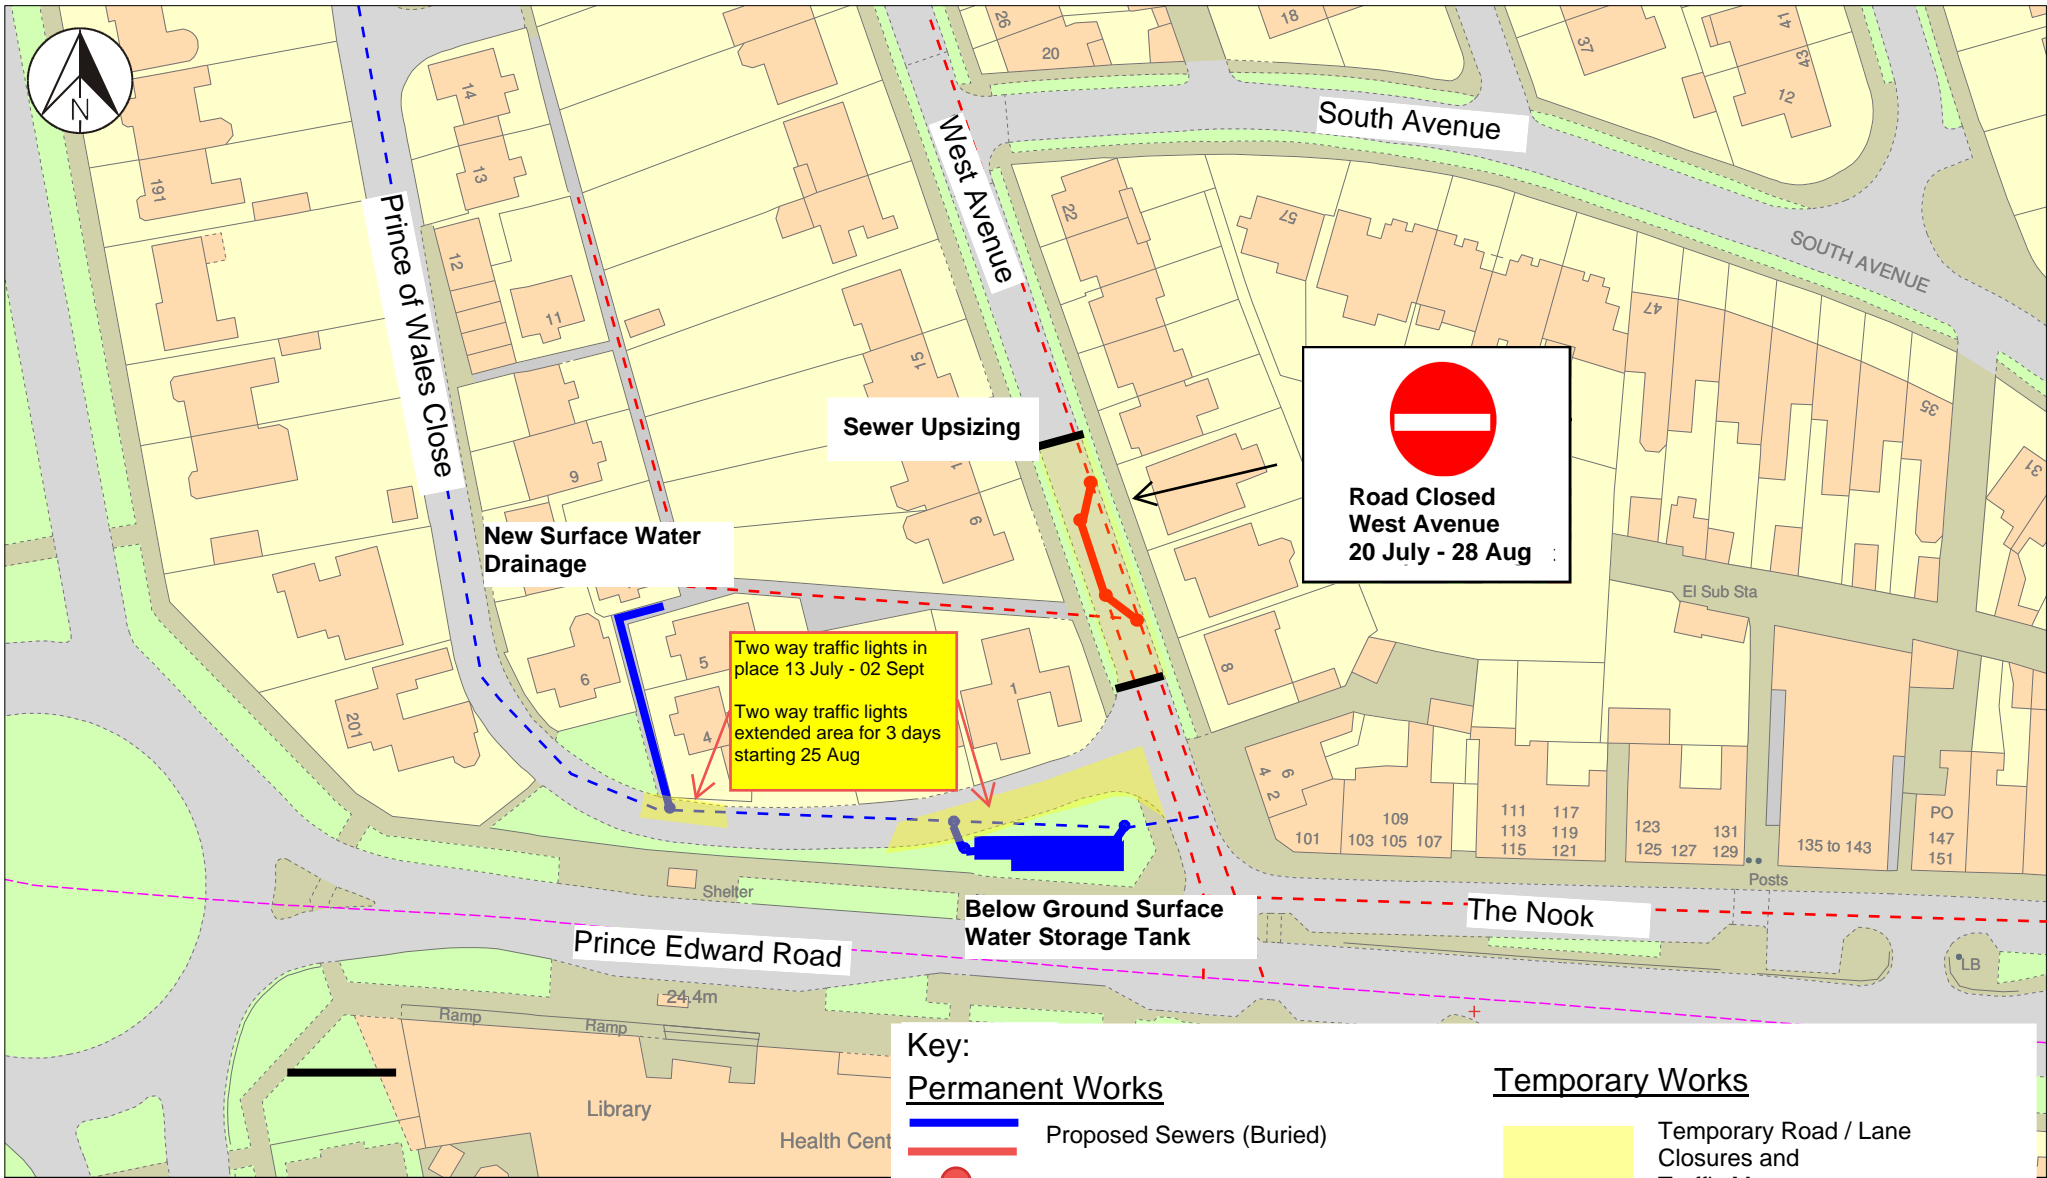 N
191
14
13
12
11
9
6
5
4
1
201
15
1
9
26
20
18
37
41
43
12
22
57
47
35
31
8
South Avenue
SOUTH AVENUE
West Avenue
Prince of Wales Close
Sewer Upsizing
Road Closed
West Avenue
20 July - 28 Aug
New Surface Water
Drainage
El Sub Sta
Two way traffic lights in
place 13 July - 02 Sept
Two way traffic lights
extended area for 3 days
starting 25 Aug
2
4
6
101
103 105 107
109
111
113
115
117
119
121
123
125 127 129
131
135 to 143
PO
147
151
Posts
Shelter
Below Ground Surface
Water Storage Tank
The Nook
Prince Edward Road
24.4m
LB
Ramp
Ramp
Library
Health Cent
Key:
Permanent Works
Proposed Sewers (Buried)
Temporary Works
Temporary Road / Lane
Closures and